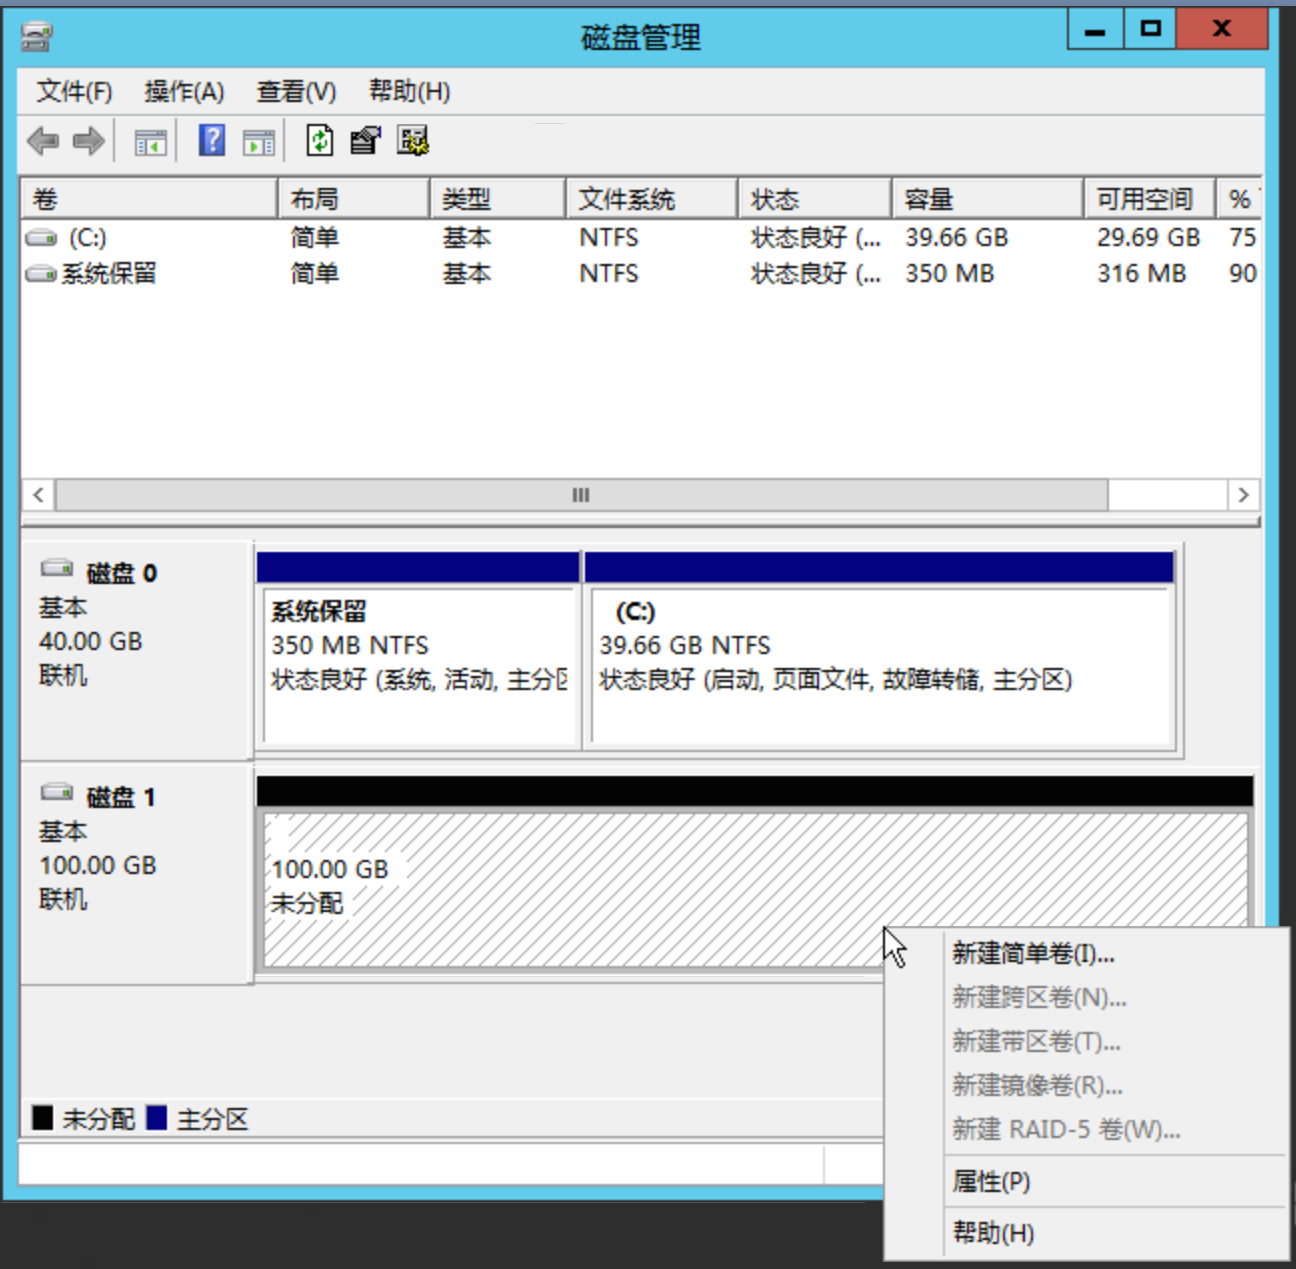 磁盘管理
文件(F) 操作(A) 查看(V) 帮助(H)
卷 布局 类型 文件系统 状态 容量 可用空间 %
(C:) 简单 基本 NTFS 状态良好 (... 39.66 GB 29.69 GB 75
系统保留 简单 基本 NTFS 状态良好 (... 350 MB 316 MB 90
磁盘 0
基本
40.00 GB
联机
系统保留
350 MB NTFS
状态良好 (系统, 活动, 主分区
(C:)
39.66 GB NTFS
状态良好 (启动, 页面文件, 故障转储, 主分区)
磁盘 1
基本
100.00 GB
联机
100.00 GB
未分配
新建简单卷(I)...
新建跨区卷(N)...
新建带区卷(T)...
新建镜像卷(R)...
新建 RAID-5 卷(W)...
属性(P)
帮助(H)
未分配 主分区